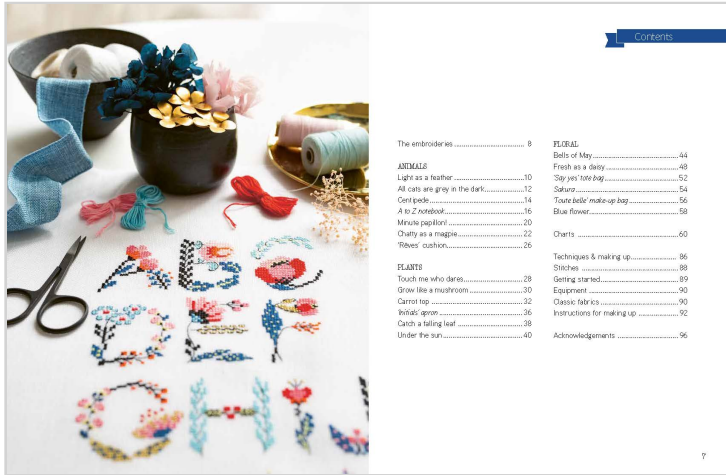 A B C
D E F
G H I J
Contents
The embroideries 8
ANIMALS
Light as a feather 10
All cats are grey in the dark 12
Centipede 14
A to Z notebook 16
Minute papillon! 20
Chatty as a magpie 22
'Rêves' cushion 26
PLANTS
Touch me who dares 28
Grow like a mushroom 30
Carrot top 32
'Initials' apron 36
Catch a falling leaf 38
Under the sun 40
FLORAL
Bells of May 44
Fresh as a daisy 48
'Say yes' tote bag 52
Sakura 54
'Toute belle' make-up bag 56
Blue flower 58
Charts 60
Techniques & making up 86
Stitches 88
Getting started 89
Equipment 90
Classic fabrics 90
Instructions for making up 92
Acknowledgements 96
7